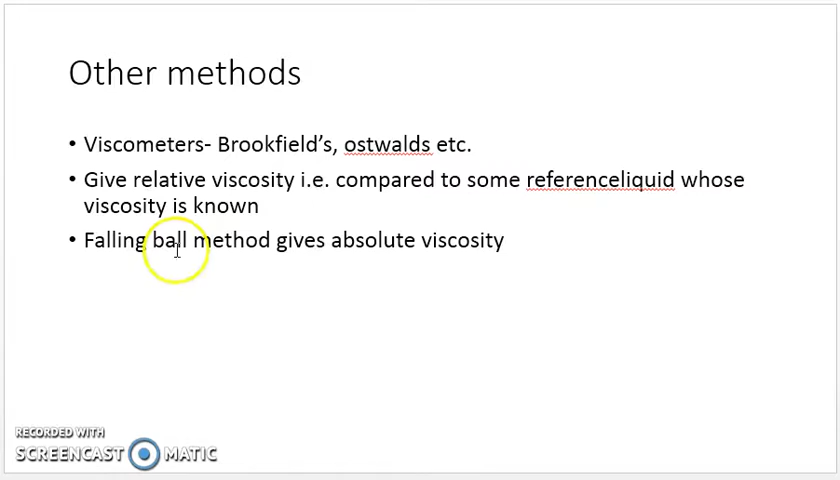 Other methods
• Viscometers- Brookfield's, ostwalds etc.
• Give relative viscosity i.e. compared to some referenceliquid whose
viscosity is known
• Falling ball method gives absolute viscosity
RECORDED WITH
SCREENCAST MATIC